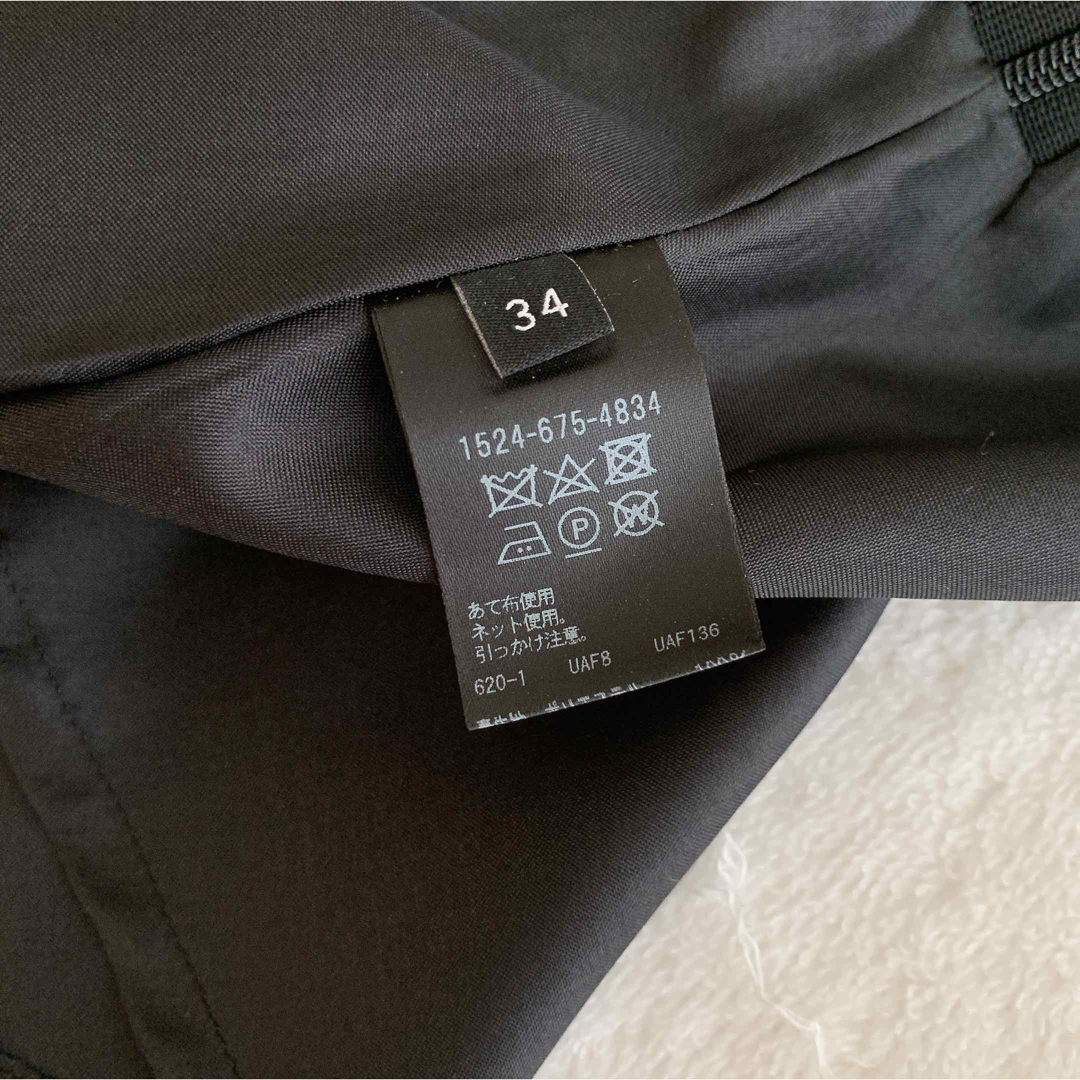 34
1524-675-4834
P
W
あて布使用
ネット使用。
引っかけ注意。
620-1 UAF8 UAF136